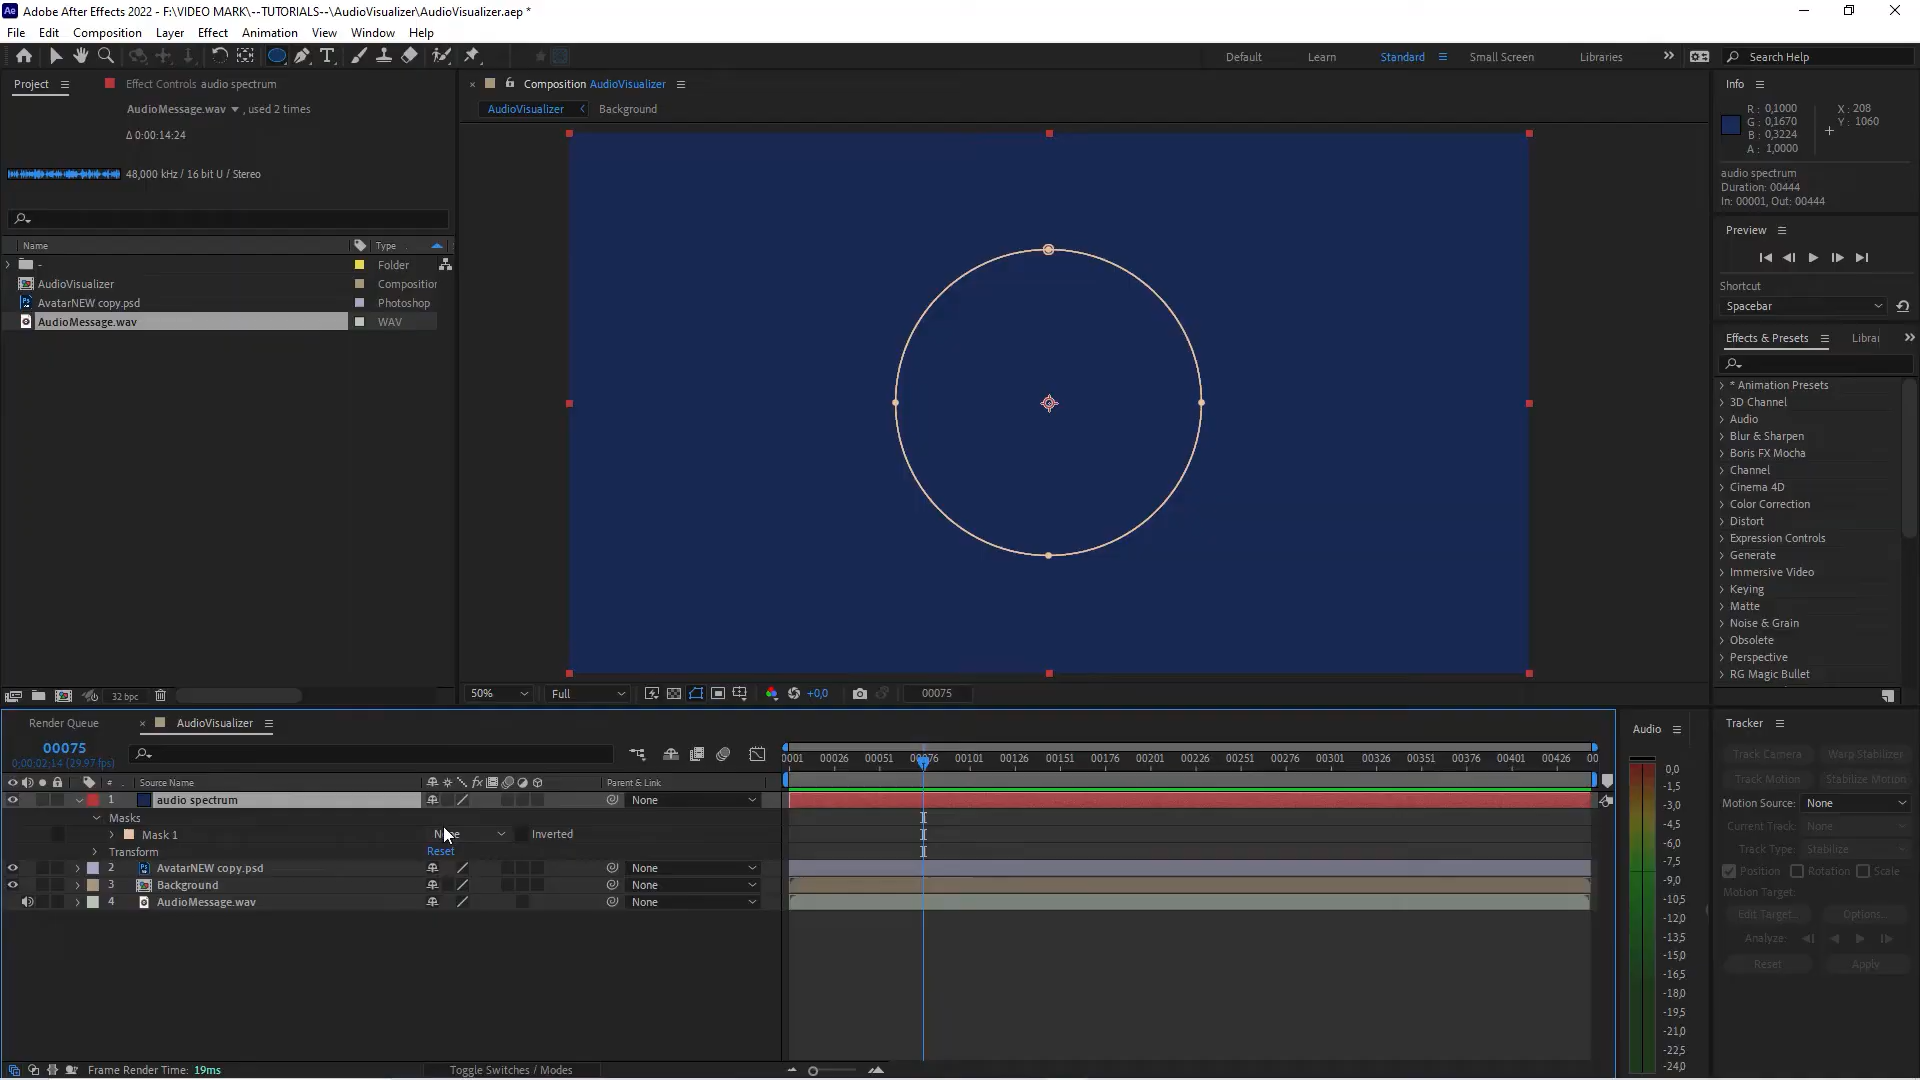 Adobe After Effects 2022 - F:\VIDEO MARK\--TUTORIALS--\AudioVisualizer\AudioVisualizer.aep *
File Edit Composition Layer Effect Animation View Window Help
Default Learn Standard Small Screen Libraries Search Help
Project Effect Controls audio spectrum
AudioMessage.wav , used 2 times
Δ 0:00:14:24
48,000 kHz / 16 bit U / Stereo
Name Type
- Folder
AudioVisualizer Compositior
AvatarNEW copy.psd Photoshop
AudioMessage.wav WAV
32 bpc
Composition AudioVisualizer
AudioVisualizer Background
50% Full +0,0 00075
Info
R : 0,1000 X : 208
G : 0,1670 Y : 1060
B : 0,3224
A : 1,0000
audio spectrum
Duration: 00444
In: 00001, Out: 00444
Preview
Shortcut
Spacebar
Effects & Presets Librai
* Animation Presets
3D Channel
Audio
Blur & Sharpen
Boris FX Mocha
Channel
Cinema 4D
Color Correction
Distort
Expression Controls
Generate
Immersive Video
Keying
Matte
Noise & Grain
Obsolete
Perspective
RG Magic Bullet
Render Queue AudioVisualizer
00075
0:00:02:14 (29.97 fps)
0001 00026 00051 00076 00101 00126 00151 00176 00201 00226 00251 00276 00301 00326 00351 00376 00401 00426 00
# Source Name fx Parent & Link
1 audio spectrum None
Masks
Mask 1 None Inverted
Transform Reset
2 AvatarNEW copy.psd None
3 Background None
4 AudioMessage.wav None
Frame Render Time: 19ms Toggle Switches / Modes
Audio
0,0
-1,5
-3,0
-4,5
-6,0
-7,5
-9,0
-10,5
-12,0
-13,5
-15,0
-16,5
-18,0
-19,5
-21,0
-22,5
-24,0
Tracker
Track Camera Warp Stabilizer
Track Motion Stabilize Motion
Motion Source: None
Current Track: None
Track Type: Stabilize
Position Rotation Scale
Motion Target:
Edit Target... Options...
Analyze:
Reset Apply